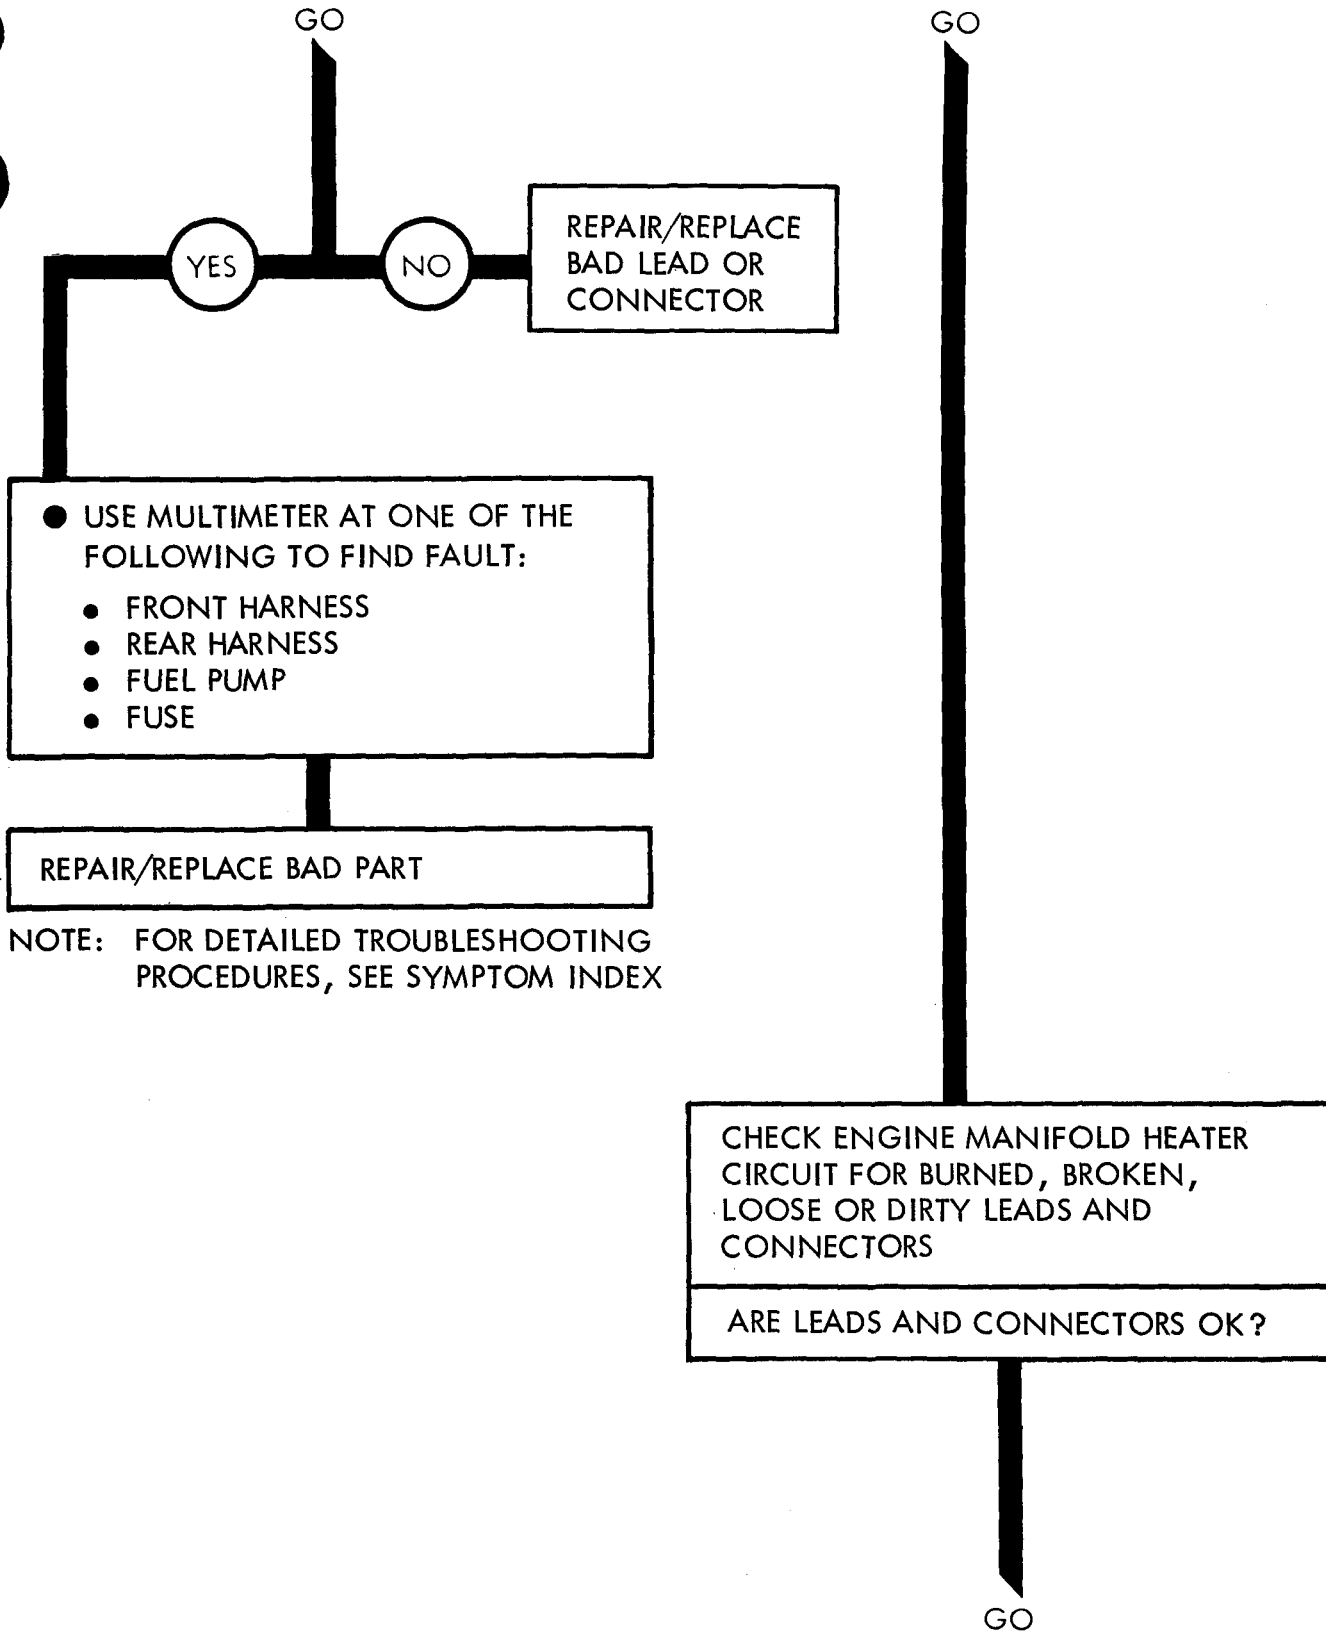 GO
GO
YES
NO
REPAIR/REPLACE
BAD LEAD OR
CONNECTOR
● USE MULTIMETER AT ONE OF THE
FOLLOWING TO FIND FAULT:
● FRONT HARNESS
● REAR HARNESS
● FUEL PUMP
● FUSE
REPAIR/REPLACE BAD PART
NOTE: FOR DETAILED TROUBLESHOOTING
PROCEDURES, SEE SYMPTOM INDEX
CHECK ENGINE MANIFOLD HEATER
CIRCUIT FOR BURNED, BROKEN,
LOOSE OR DIRTY LEADS AND
CONNECTORS
ARE LEADS AND CONNECTORS OK?
GO